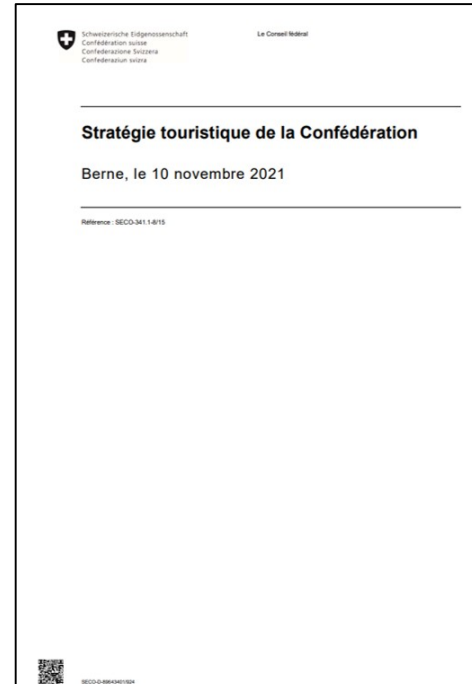 Schweizerische Eidgenossenschaft
Confédération suisse
Confederazione Svizzera
Confederaziun svizra
Le Conseil fédéral
Stratégie touristique de la Confédération
Berne, le 10 novembre 2021
Référence : SECO-341.1-8/15